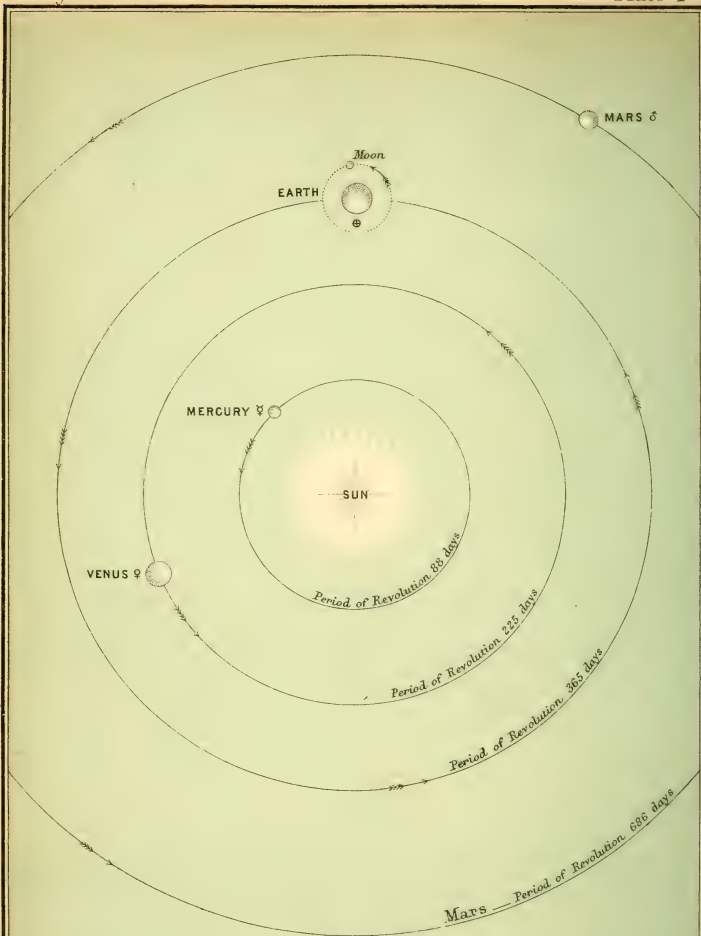 MARS ♂
Moon
EARTH
⊕
MERCURY ☿
SUN
VENUS ♀
Period of Revolution 88 days
Period of Revolution 225 days
Period of Revolution 365 days
Mars — Period of Revolution 686 days